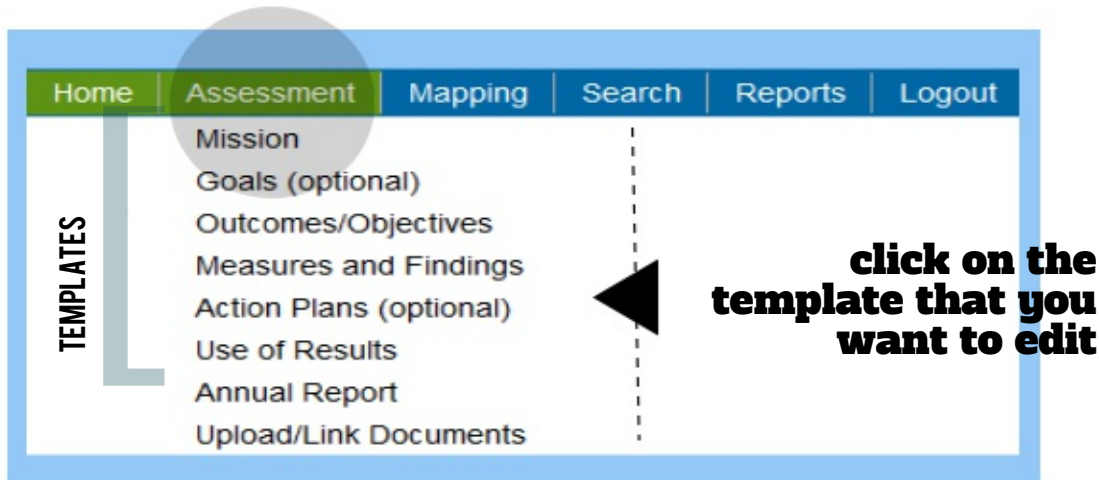 Home Assessment Mapping Search Reports Logout
Mission
Goals (optional)
Outcomes/Objectives
Measures and Findings
Action Plans (optional)
Use of Results
Annual Report
Upload/Link Documents
TEMPLATES
click on the
template that you
want to edit